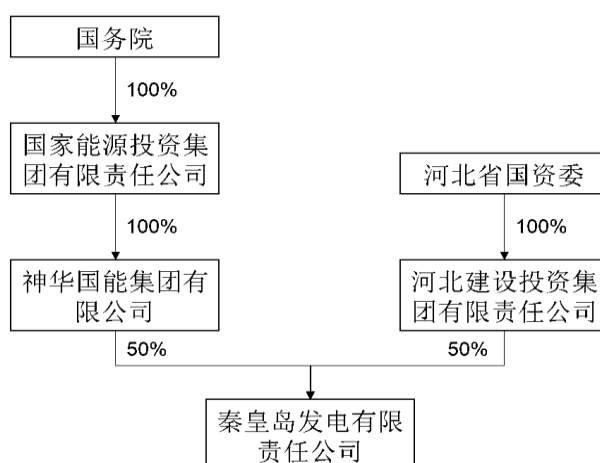 国务院
100%
国家能源投资集
团有限责任公司
河北省国资委
100%
100%
神华国能集团有
限公司
河北建设投资集
团有限责任公司
50%
50%
秦皇岛发电有限
责任公司